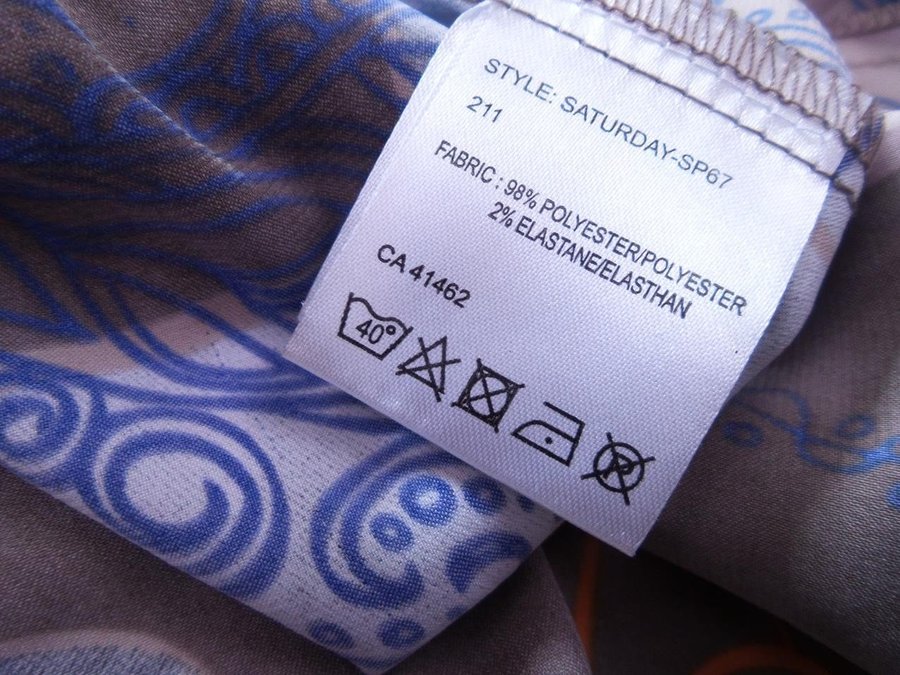 STYLE: SATURDAY-SP67
211
FABRIC : 98% POLYESTER/POLYESTER
2% ELASTANE/ELASTHAN
CA 41462
40°
P